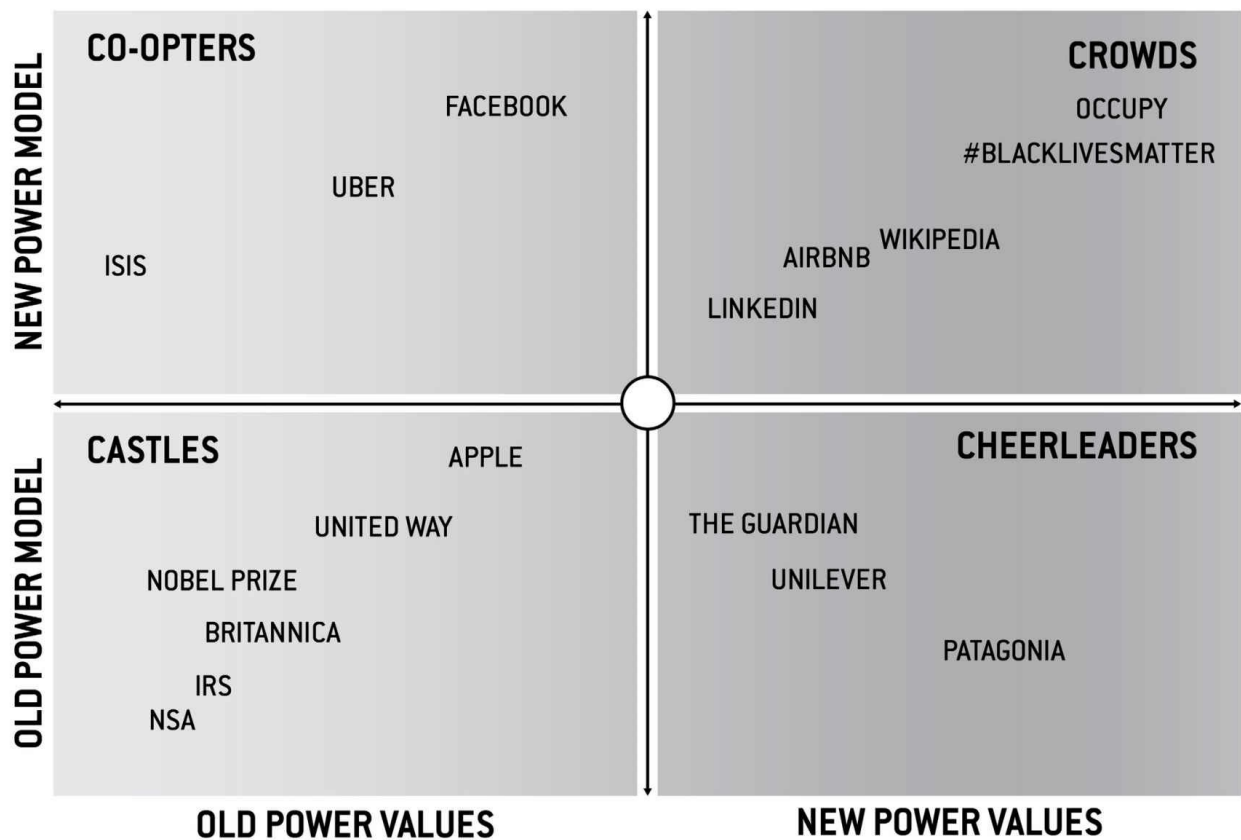 NEW POWER MODEL
CO-OPTERS
FACEBOOK
UBER
ISIS
CROWDS
OCCUPY
#BLACKLIVESMATTER
WIKIPEDIA
AIRBNB
LINKEDIN
OLD POWER MODEL
CASTLES
APPLE
UNITED WAY
NOBEL PRIZE
BRITANNICA
IRS
NSA
CHEERLEADERS
THE GUARDIAN
UNILEVER
PATAGONIA
OLD POWER VALUES
NEW POWER VALUES